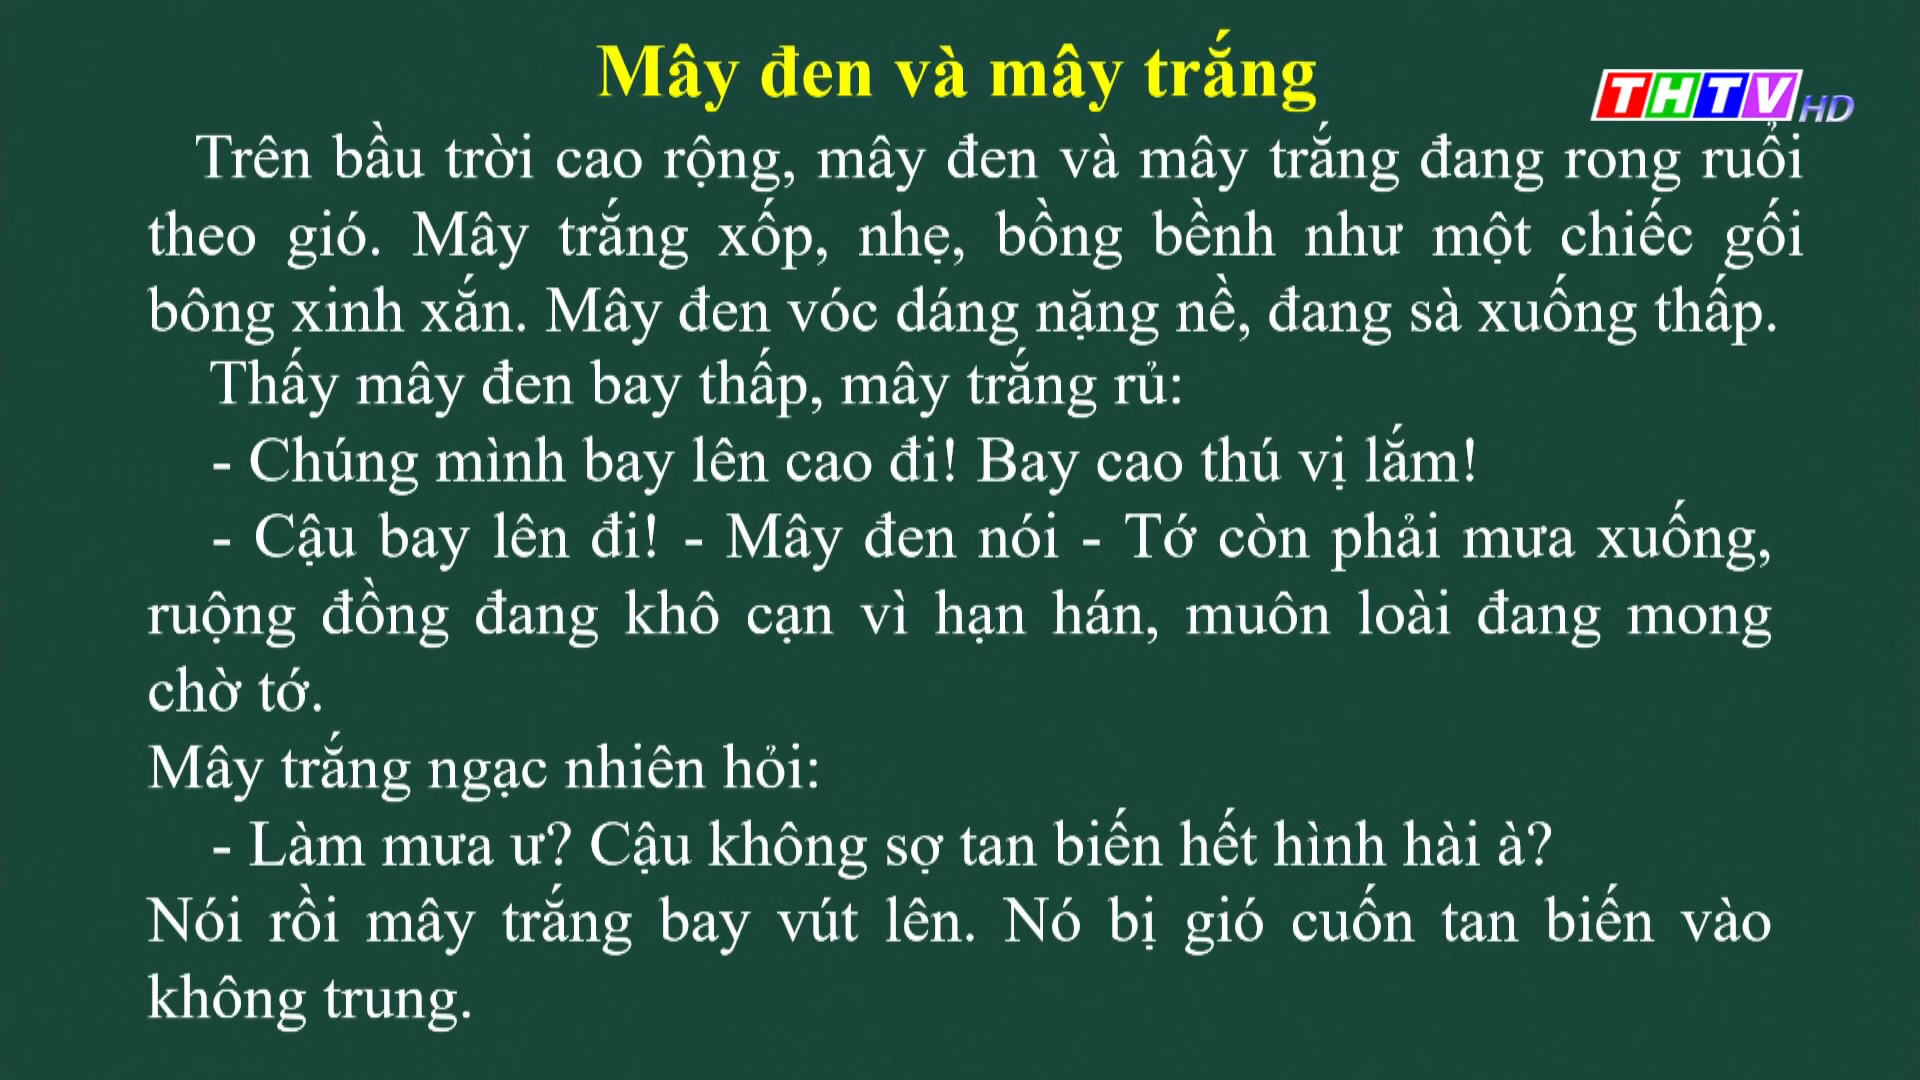 Mây đen và mây trắng
THTV HD
Trên bầu trời cao rộng, mây đen và mây trắng đang rong ruổi
theo gió. Mây trắng xốp, nhẹ, bồng bềnh như một chiếc gối
bông xinh xắn. Mây đen vóc dáng nặng nề, đang sà xuống thấp.
Thấy mây đen bay thấp, mây trắng rủ:
- Chúng mình bay lên cao đi! Bay cao thú vị lắm!
- Cậu bay lên đi! - Mây đen nói - Tớ còn phải mưa xuống,
ruộng đồng đang khô cạn vì hạn hán, muôn loài đang mong
chờ tớ.
Mây trắng ngạc nhiên hỏi:
- Làm mưa ư? Cậu không sợ tan biến hết hình hài à?
Nói rồi mây trắng bay vút lên. Nó bị gió cuốn tan biến vào
không trung.